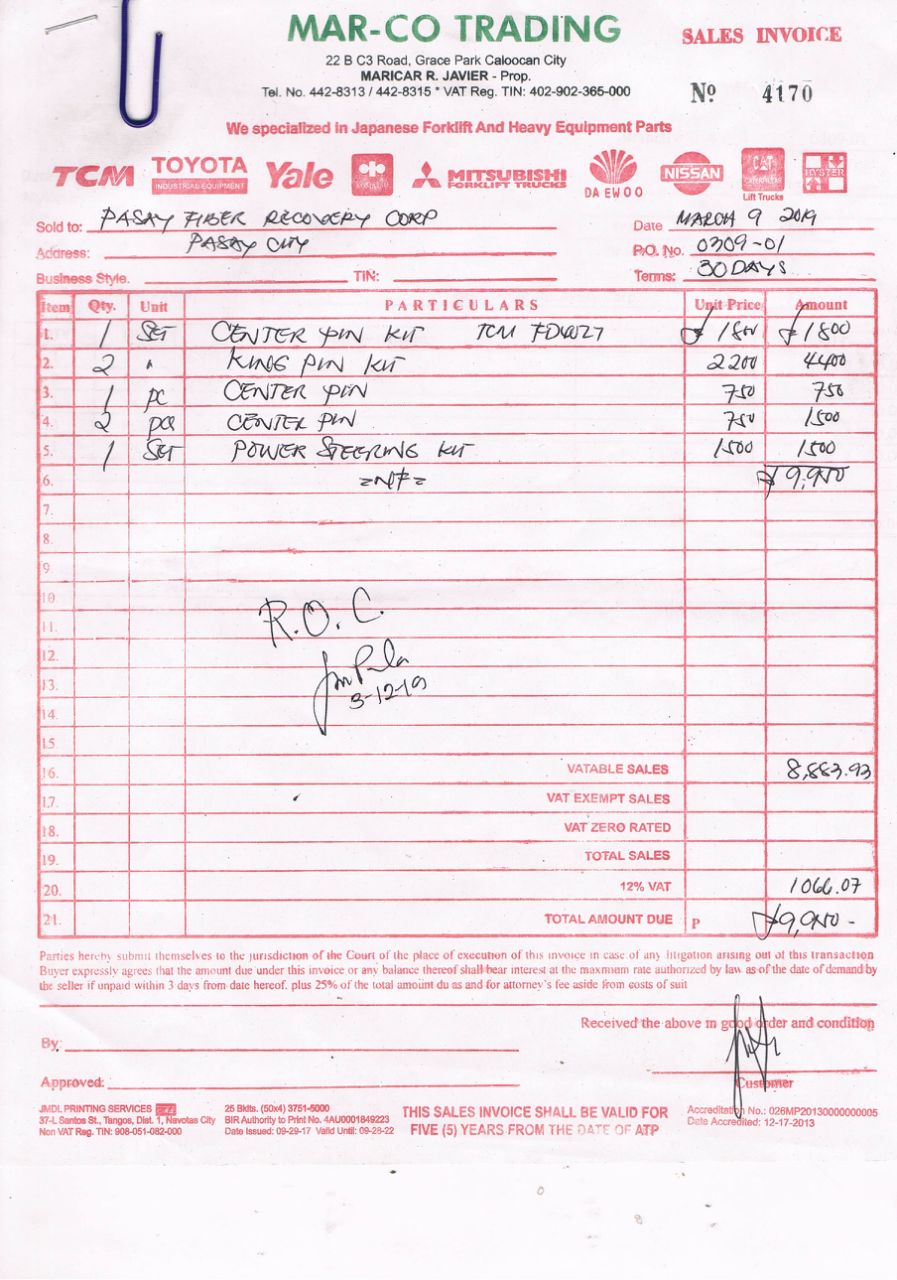 MAR-CO TRADING
SALES INVOICE
22 B C3 Road, Grace Park Caloocan City
MARICAR R. JAVIER - Prop.
Tel. No. 442-8313 / 442-8315 * VAT Reg. TIN: 402-902-365-000
Nº 4170
We specialized in Japanese Forklift And Heavy Equipment Parts
TCM TOYOTA INDUSTRIAL EQUIPMENT Yale MITSUBISHI FORKLIFT TRUCKS DAEWOO NISSAN CAT Lift Trucks HYSTER
Sold to: PASAY FIBER RECOVERY CORP Date MARCH 9 2019
Address: PASAY CITY P.O. No. 0309-01
Business Style. TIN: Terms: 30 DAYS
Item Qty. Unit PARTICULARS Unit Price Amount
1. 1 SET CENTER PIN KIT TCM ₱ 1800 ₱ 1800
2. 2 " KING PIN KIT 2200 4400
3. 1 PC CENTER PIN 750 750
4. 2 PCS CENTER PIN 750 1500
5. 1 SET POWER STEERING KIT 1500 1500
6. =NF= ₱ 9,950
7.
8.
9.
10.
R.O.C.
11.
12.
13.
3-12-19
14.
15.
16. VATABLE SALES 8,883.93
17. VAT EXEMPT SALES
18. VAT ZERO RATED
19. TOTAL SALES
20. 12% VAT 1066.07
21. TOTAL AMOUNT DUE P ₱9,950-
Parties hereby submit themselves to the jurisdiction of the Court of the place of execution of this invoice in case of any litigation arising out of this transaction
Buyer expressly agrees that the amount due under this invoice or any balance thereof shall bear interest at the maxmum rate authorized by law as of the date of demand by
the seller if unpaid within 3 days from date hereof. plus 25% of the total amount du as and for attorney's fee aside from costs of suit
Received the above in good order and condition
By:
Approved:
Customer
JMDL PRINTING SERVICES
37-L Santos St., Tangos, Dist. 1, Navotas City
Non VAT Reg. TIN: 908-051-082-000
25 Bklts. (50x4) 3751-5000
BIR Authority to Print No. 4AU0001849223
Date Issued: 09-29-17 Valid Until: 09-28-22
THIS SALES INVOICE SHALL BE VALID FOR
FIVE (5) YEARS FROM THE DATE OF ATP
Accreditation No.: 026MP20130000000005
Date Accredited: 12-17-2013